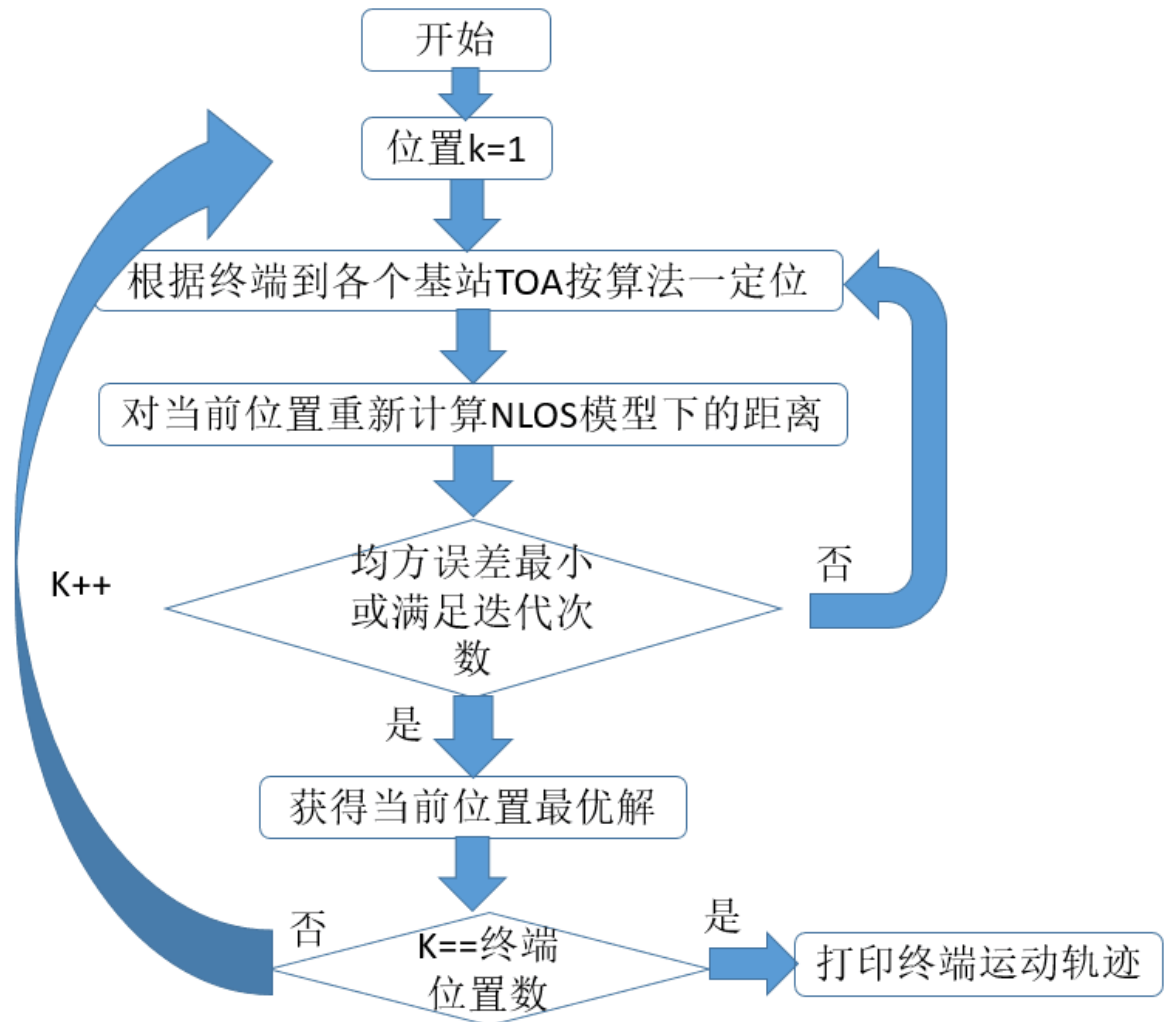 开始
位置k=1
根据终端到各个基站TOA按算法一定位
对当前位置重新计算NLOS模型下的距离
均方误差最小
或满足迭代次
数
否
K++
是
获得当前位置最优解
否
K==终端
位置数
是
打印终端运动轨迹